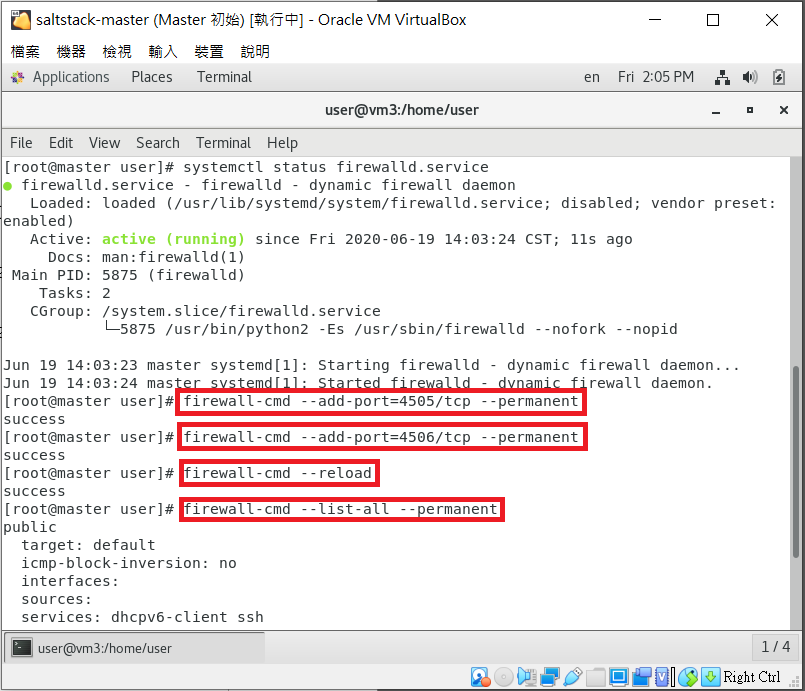 saltstack-master (Master 初始) [執行中] - Oracle VM VirtualBox
檔案 機器 檢視 輸入 裝置 說明
Applications Places Terminal en Fri 2:05 PM
user@vm3:/home/user
File Edit View Search Terminal Help
[root@master user]# systemctl status firewalld.service
● firewalld.service - firewalld - dynamic firewall daemon
Loaded: loaded (/usr/lib/systemd/system/firewalld.service; disabled; vendor preset:
enabled)
Active: active (running) since Fri 2020-06-19 14:03:24 CST; 11s ago
Docs: man:firewalld(1)
Main PID: 5875 (firewalld)
Tasks: 2
CGroup: /system.slice/firewalld.service
└─5875 /usr/bin/python2 -Es /usr/sbin/firewalld --nofork --nopid
Jun 19 14:03:23 master systemd[1]: Starting firewalld - dynamic firewall daemon...
Jun 19 14:03:24 master systemd[1]: Started firewalld - dynamic firewall daemon.
[root@master user]# firewall-cmd --add-port=4505/tcp --permanent
success
[root@master user]# firewall-cmd --add-port=4506/tcp --permanent
success
[root@master user]# firewall-cmd --reload
success
[root@master user]# firewall-cmd --list-all --permanent
public
target: default
icmp-block-inversion: no
interfaces:
sources:
services: dhcpv6-client ssh
user@vm3:/home/user 1 / 4
Right Ctrl